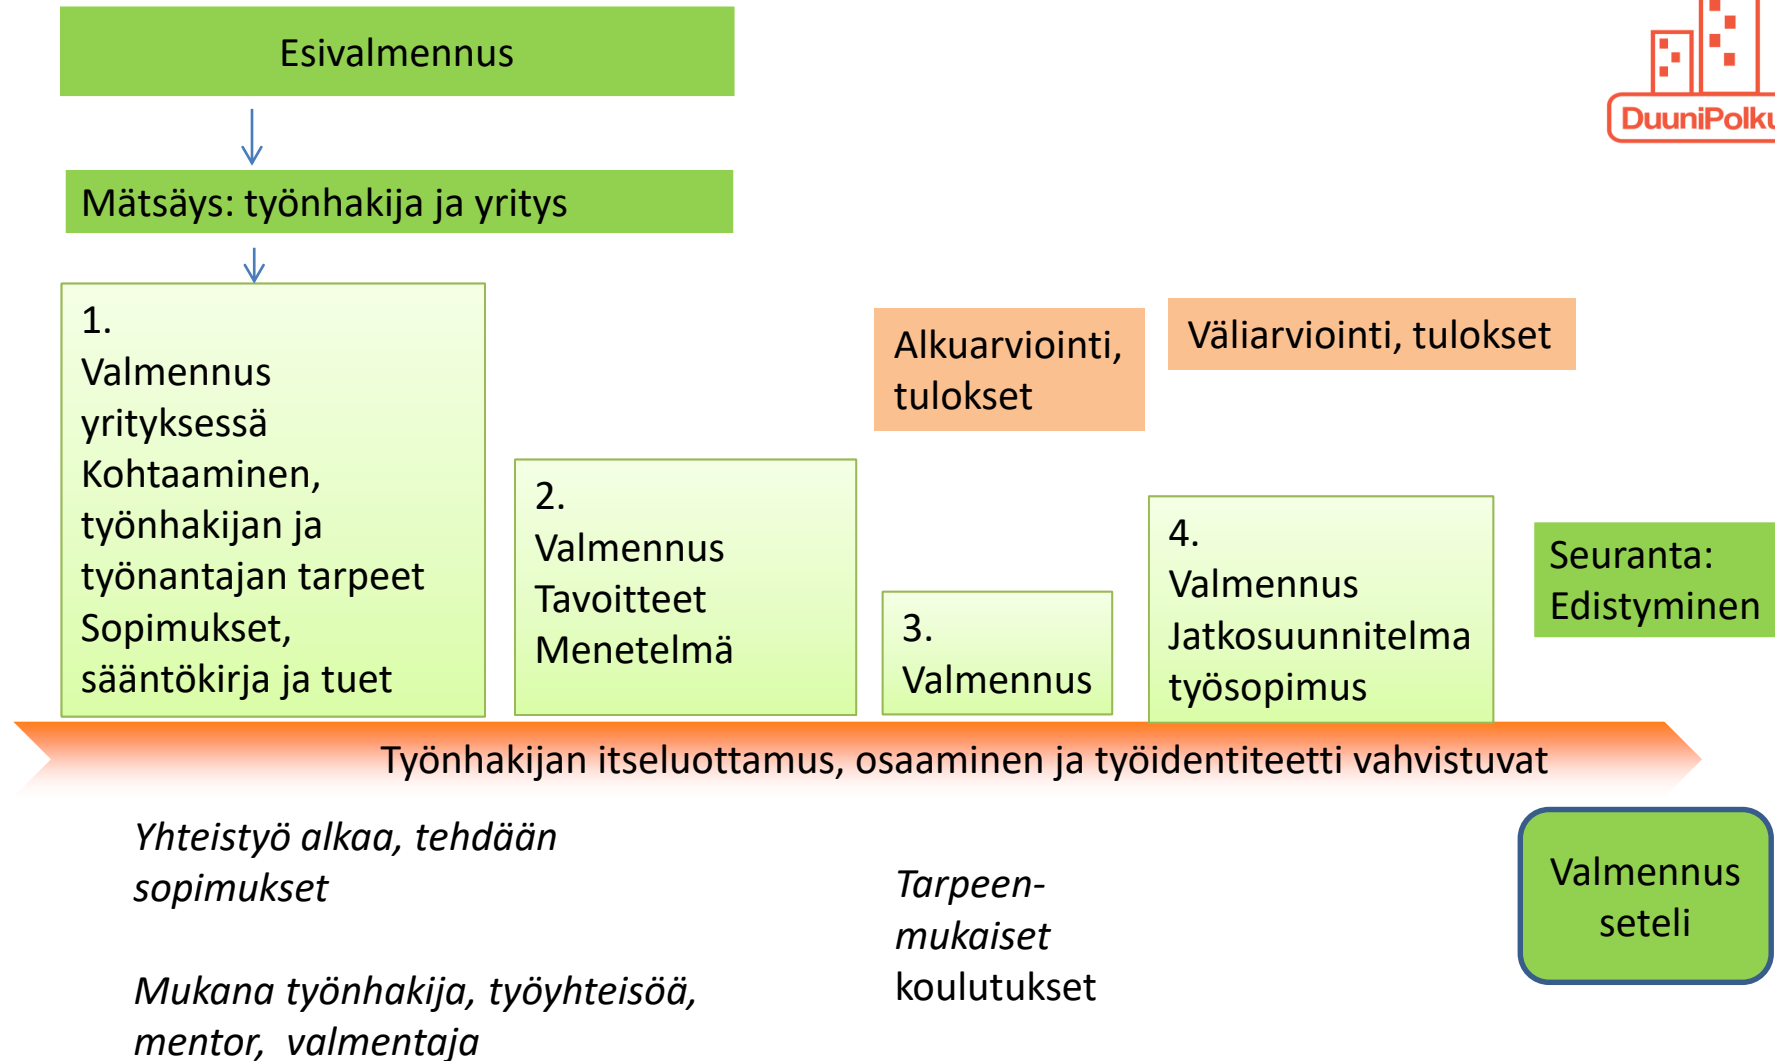 Esivalmennus
DuuniPolku
Mätsäys: työnhakija ja yritys
1.
Valmennus
yrityksessä
Kohtaaminen,
työnhakijan ja
työnantajan tarpeet
Sopimukset,
sääntökirja ja tuet
2.
Valmennus
Tavoitteet
Menetelmä
Alkuarviointi,
tulokset
3.
Valmennus
Väliarviointi, tulokset
4.
Valmennus
Jatkosuunnitelma
työsopimus
Seuranta:
Edistyminen
Työnhakijan itseluottamus, osaaminen ja työidentiteetti vahvistuvat
Yhteistyö alkaa, tehdään
sopimukset
Mukana työnhakija, työyhteisöä,
mentor, valmentaja
Tarpeen-
mukaiset
koulutukset
Valmennus
seteli